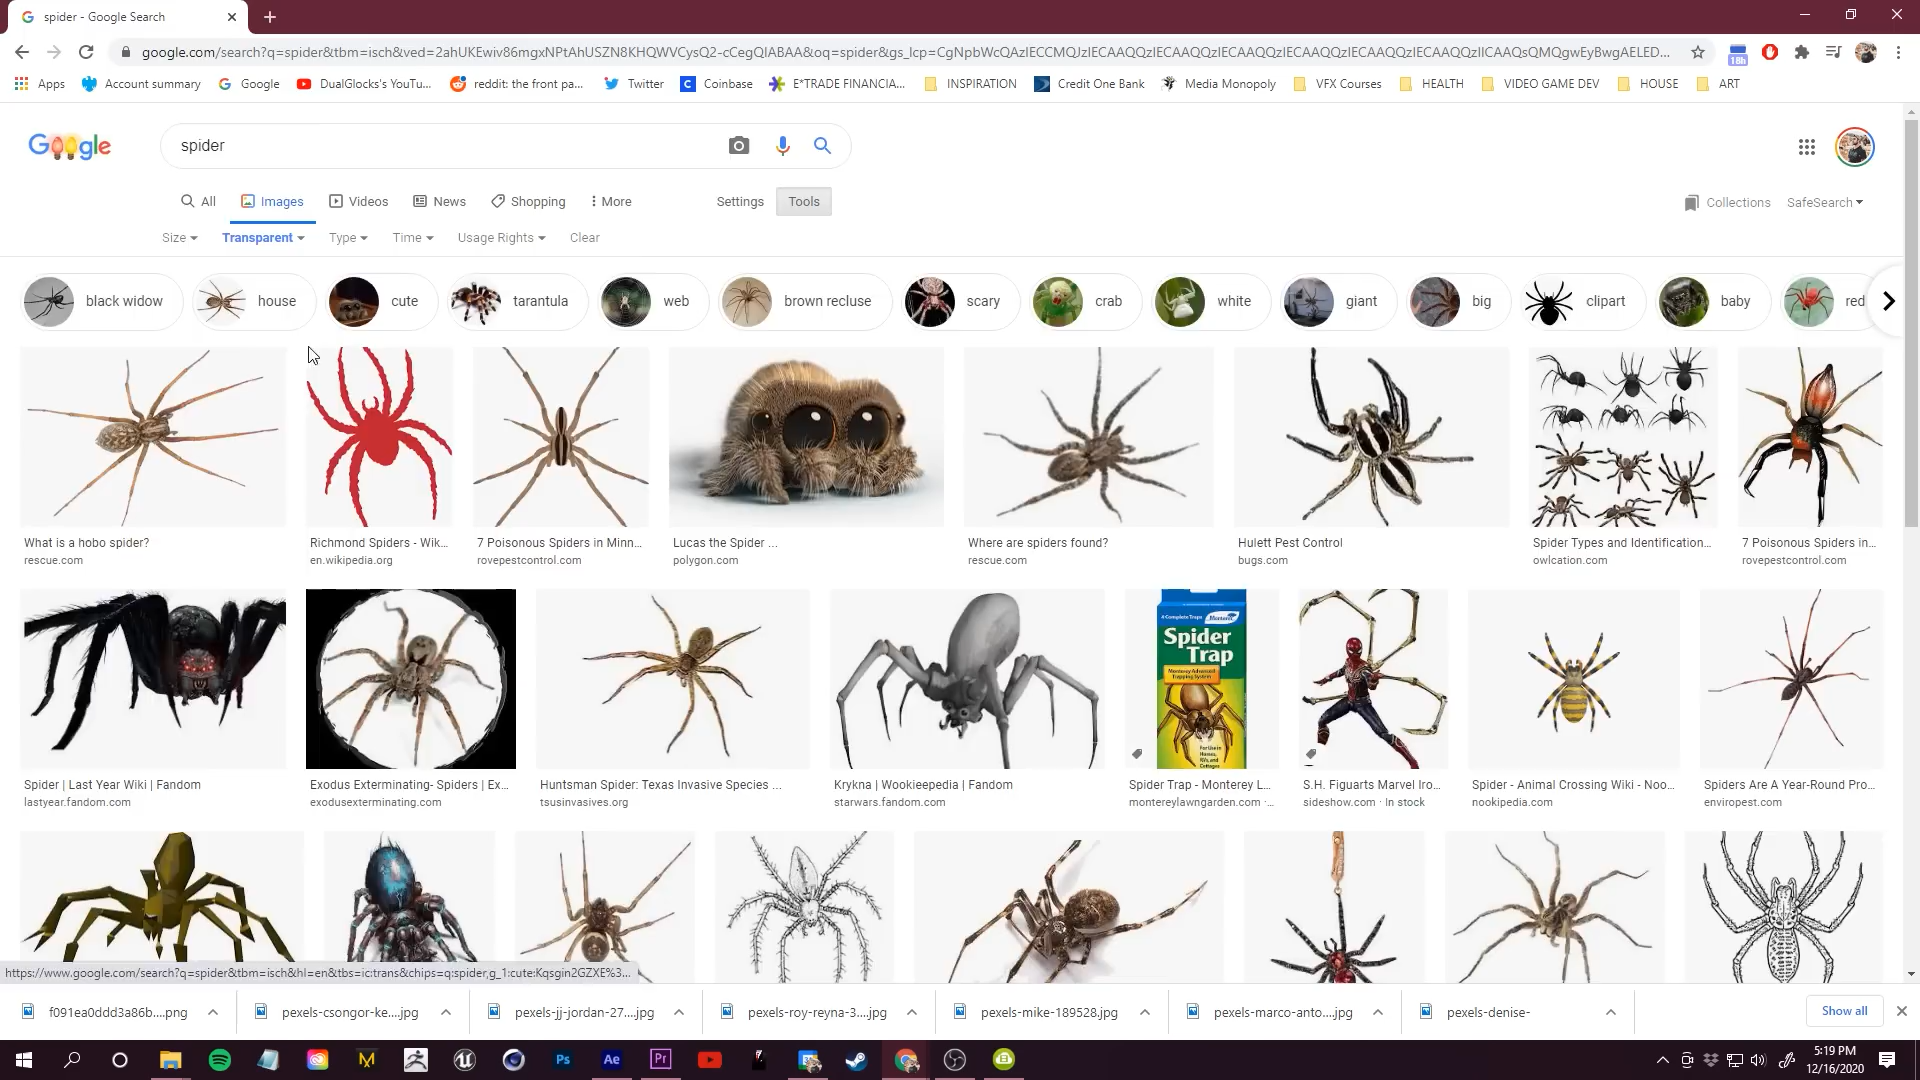 spider - Google Search
google.com/search?q=spider&tbm=isch&ved=2ahUKEwiv86mgxNPtAhUSZN8KHQWVCysQ2-cCegQIABAA&oq=spider&gs_lcp=CgNpbWcQAzIECCMQJzIECAAQQzIECAAQQzIECAAQQzIECAAQQzIECAAQQzIECAAQQzIICAAQsQMQgwEyBwgAELED...
18h
Apps Account summary Google DualGlocks's YouTu... reddit: the front pa... Twitter Coinbase E*TRADE FINANCIA... INSPIRATION Credit One Bank Media Monopoly VFX Courses HEALTH VIDEO GAME DEV HOUSE ART
Google
spider
All Images Videos News Shopping More Settings Tools Collections SafeSearch
Size Transparent Type Time Usage Rights Clear
black widow house cute tarantula web brown recluse scary crab white giant big clipart baby red
What is a hobo spider? Richmond Spiders - Wik... 7 Poisonous Spiders in Minn... Lucas the Spider ... Where are spiders found? Hulett Pest Control Spider Types and Identification... 7 Poisonous Spiders in...
rescue.com en.wikipedia.org rovepestcontrol.com polygon.com rescue.com bugs.com owlcation.com rovepestcontrol.com
4 Complete Traps Monterey
Spider
Trap
Spider | Last Year Wiki | Fandom Exodus Exterminating- Spiders | Ex... Huntsman Spider: Texas Invasive Species ... Krykna | Wookieepedia | Fandom Spider Trap - Monterey L... S.H. Figuarts Marvel Iro... Spider - Animal Crossing Wiki - Noo... Spiders Are A Year-Round Pro...
lastyear.fandom.com exodusexterminating.com tsusinvasives.org starwars.fandom.com montereylawngarden.com · ... sideshow.com · In stock nookipedia.com enviropest.com
https://www.google.com/search?q=spider&tbm=isch&hl=en&tbs=ic:trans&chips=q:spider,g_1:cute:Kqsgin2GZXE%3...
f091ea0ddd3a86b....png pexels-csongor-ke....jpg pexels-jj-jordan-27....jpg pexels-roy-reyna-3....jpg pexels-mike-189528.jpg pexels-marco-anto....jpg pexels-denise- Show all
Ps Ae Pr
5:19 PM
12/16/2020